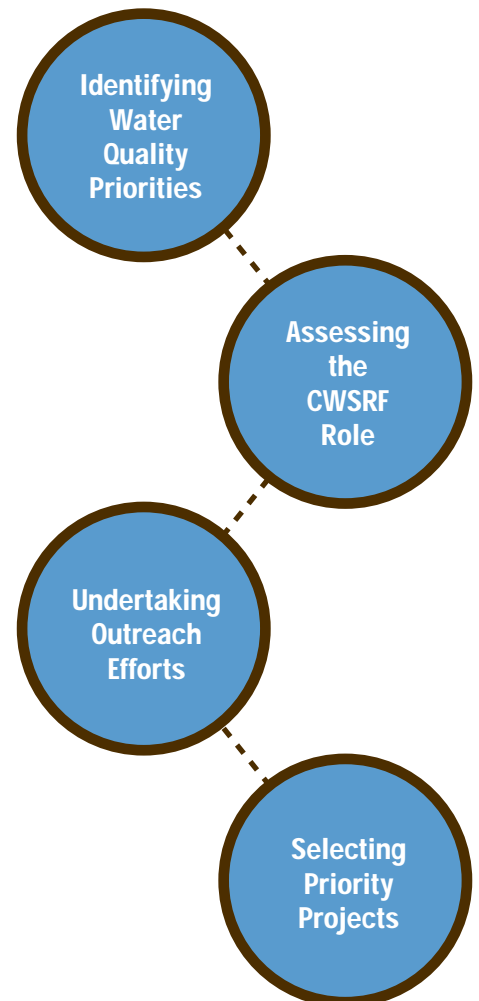 Identifying
Water
Quality
Priorities
Assessing
the
CWSRF
Role
Undertaking
Outreach
Efforts
Selecting
Priority
Projects